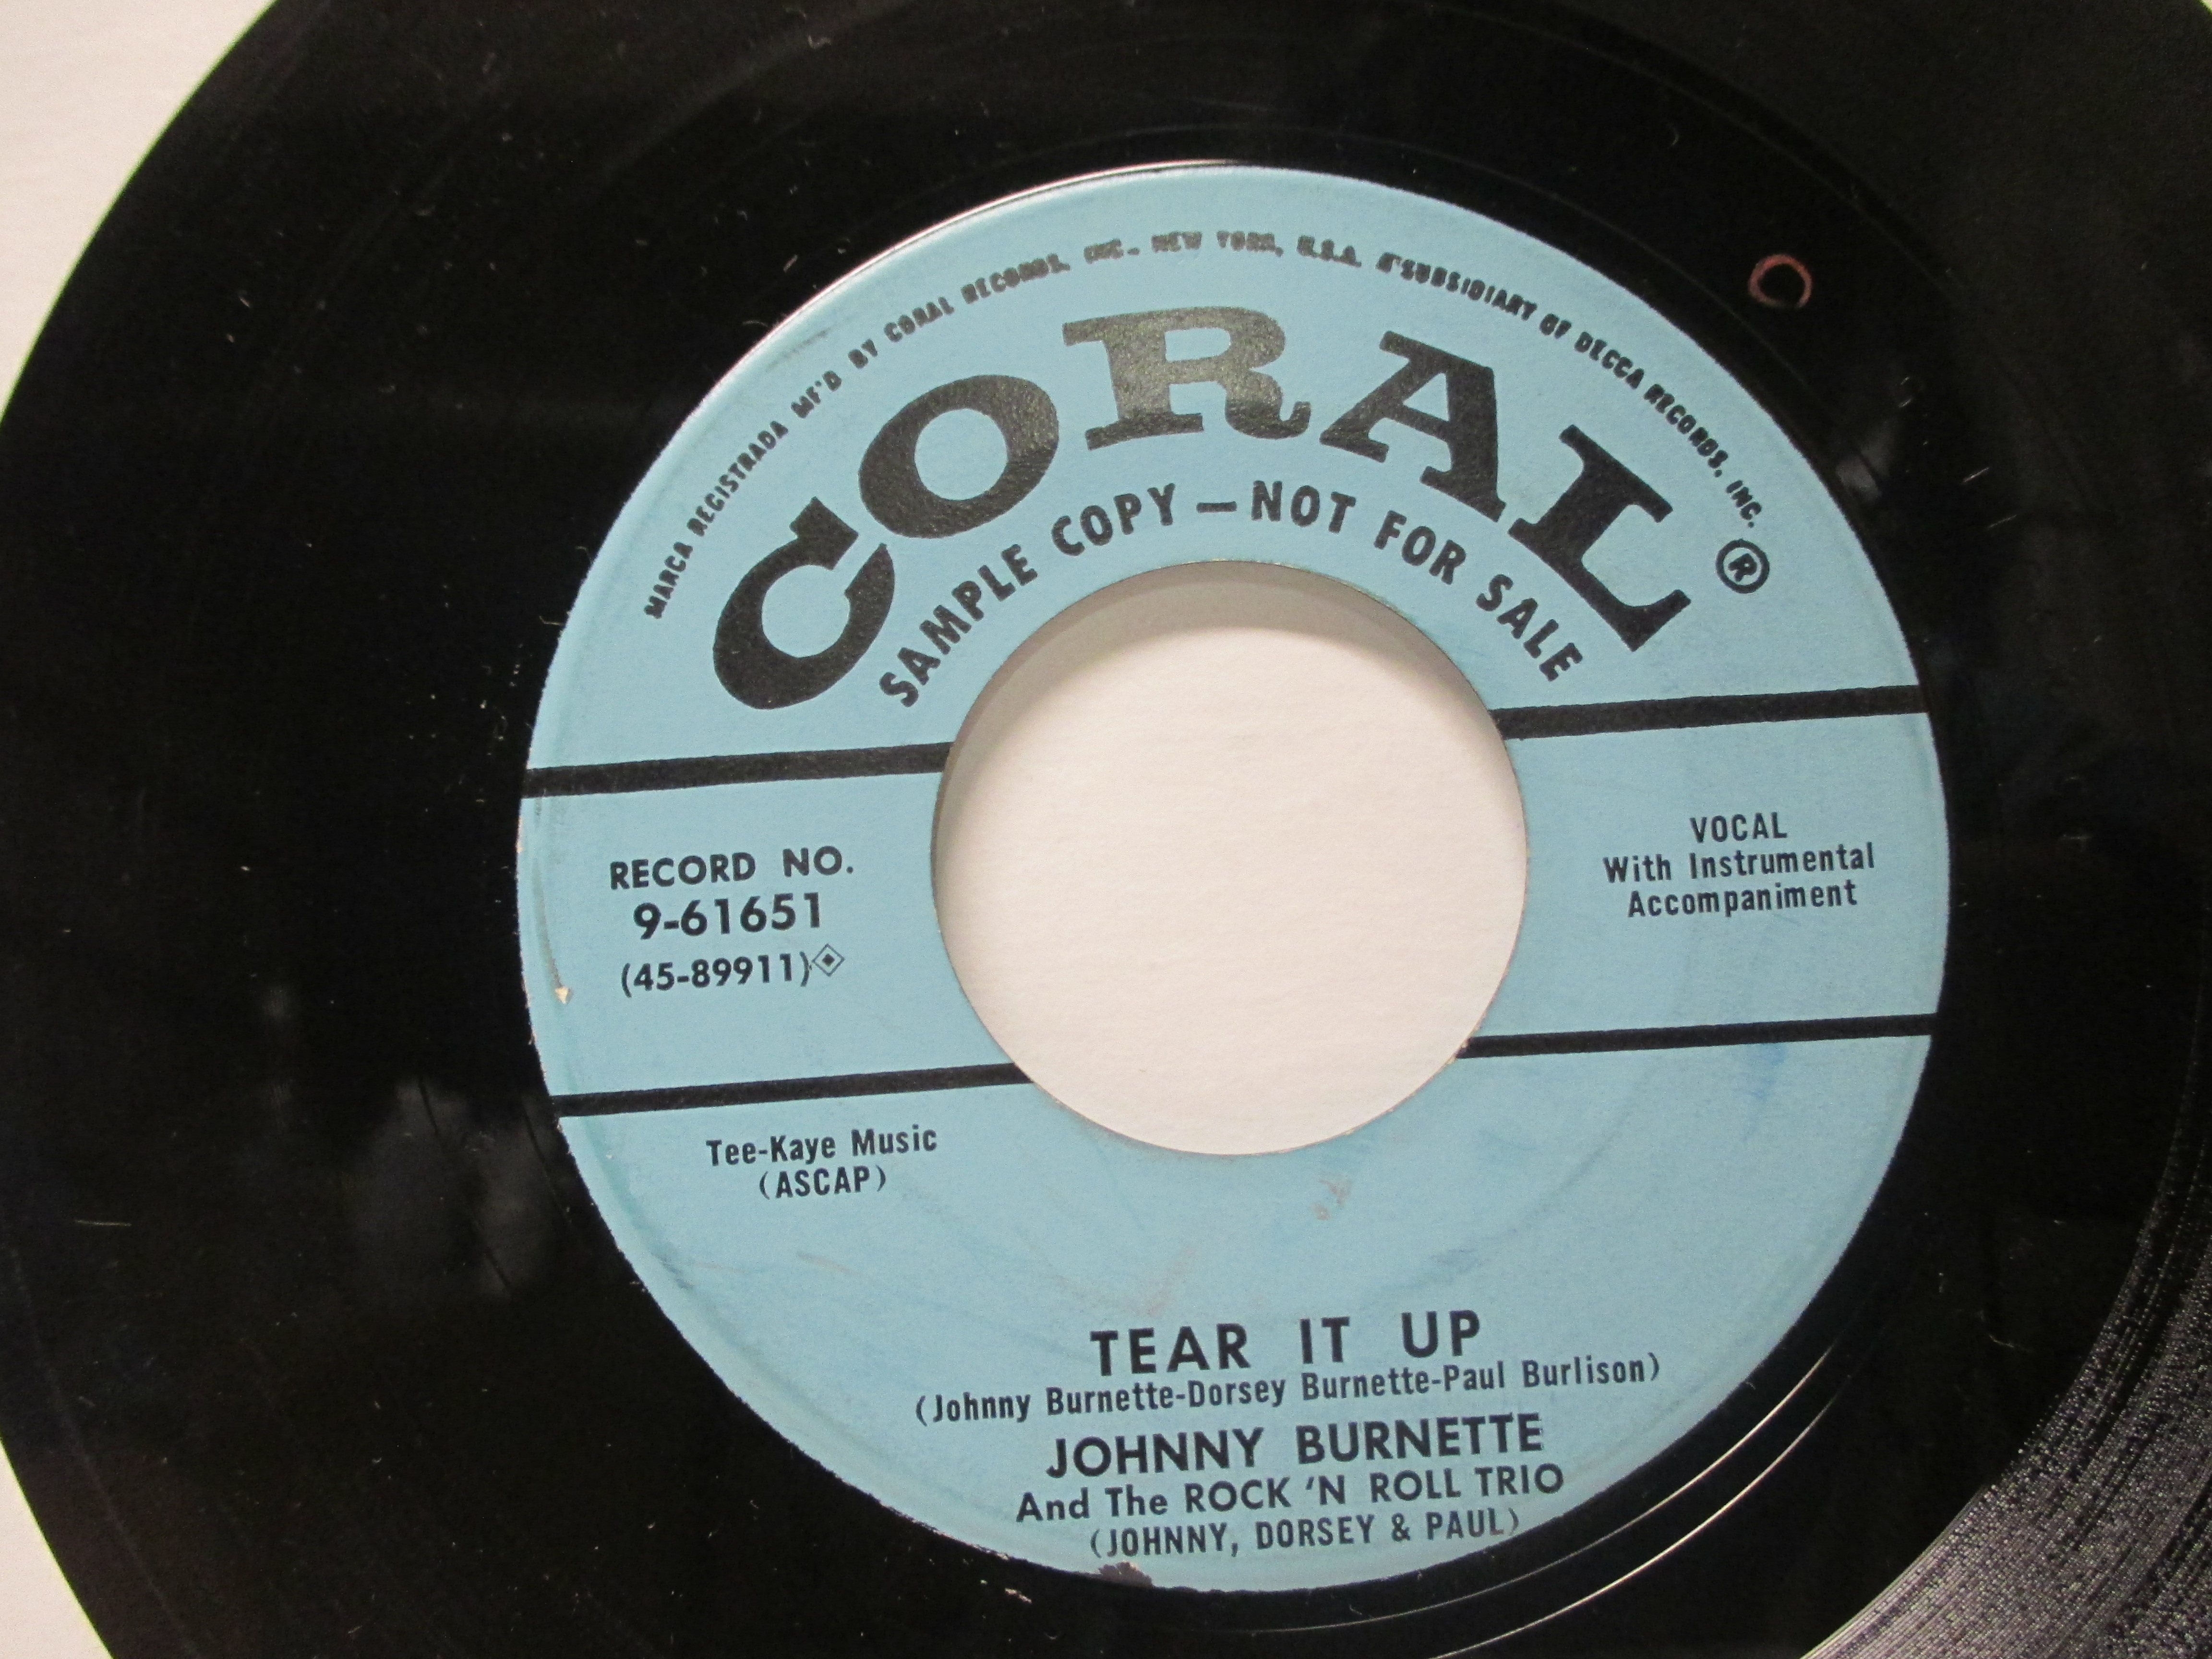 MARCA REGISTRADA MF'D BY CORAL RECORDS, INC., NEW YORK, U.S.A. A SUBSIDIARY OF DECCA RECORDS, INC.
CORAL ®
SAMPLE COPY — NOT FOR SALE
RECORD NO.
9-61651
(45-89911)
VOCAL
With Instrumental
Accompaniment
Tee-Kaye Music
(ASCAP)
TEAR IT UP
(Johnny Burnette-Dorsey Burnette-Paul Burlison)
JOHNNY BURNETTE
And The ROCK 'N ROLL TRIO
(JOHNNY, DORSEY & PAUL)